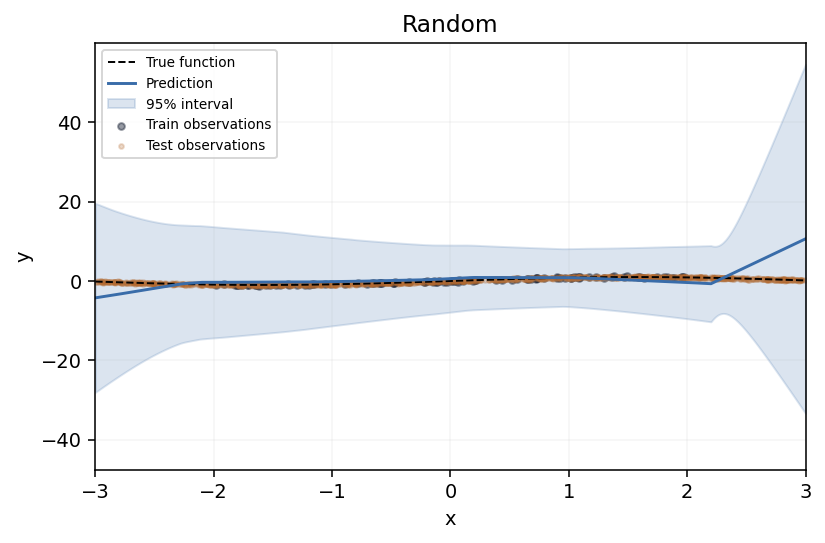 Random
True function
Prediction
95% interval
Train observations
Test observations
y
40
20
0
−20
−40
−3
−2
−1
0
1
2
3
x